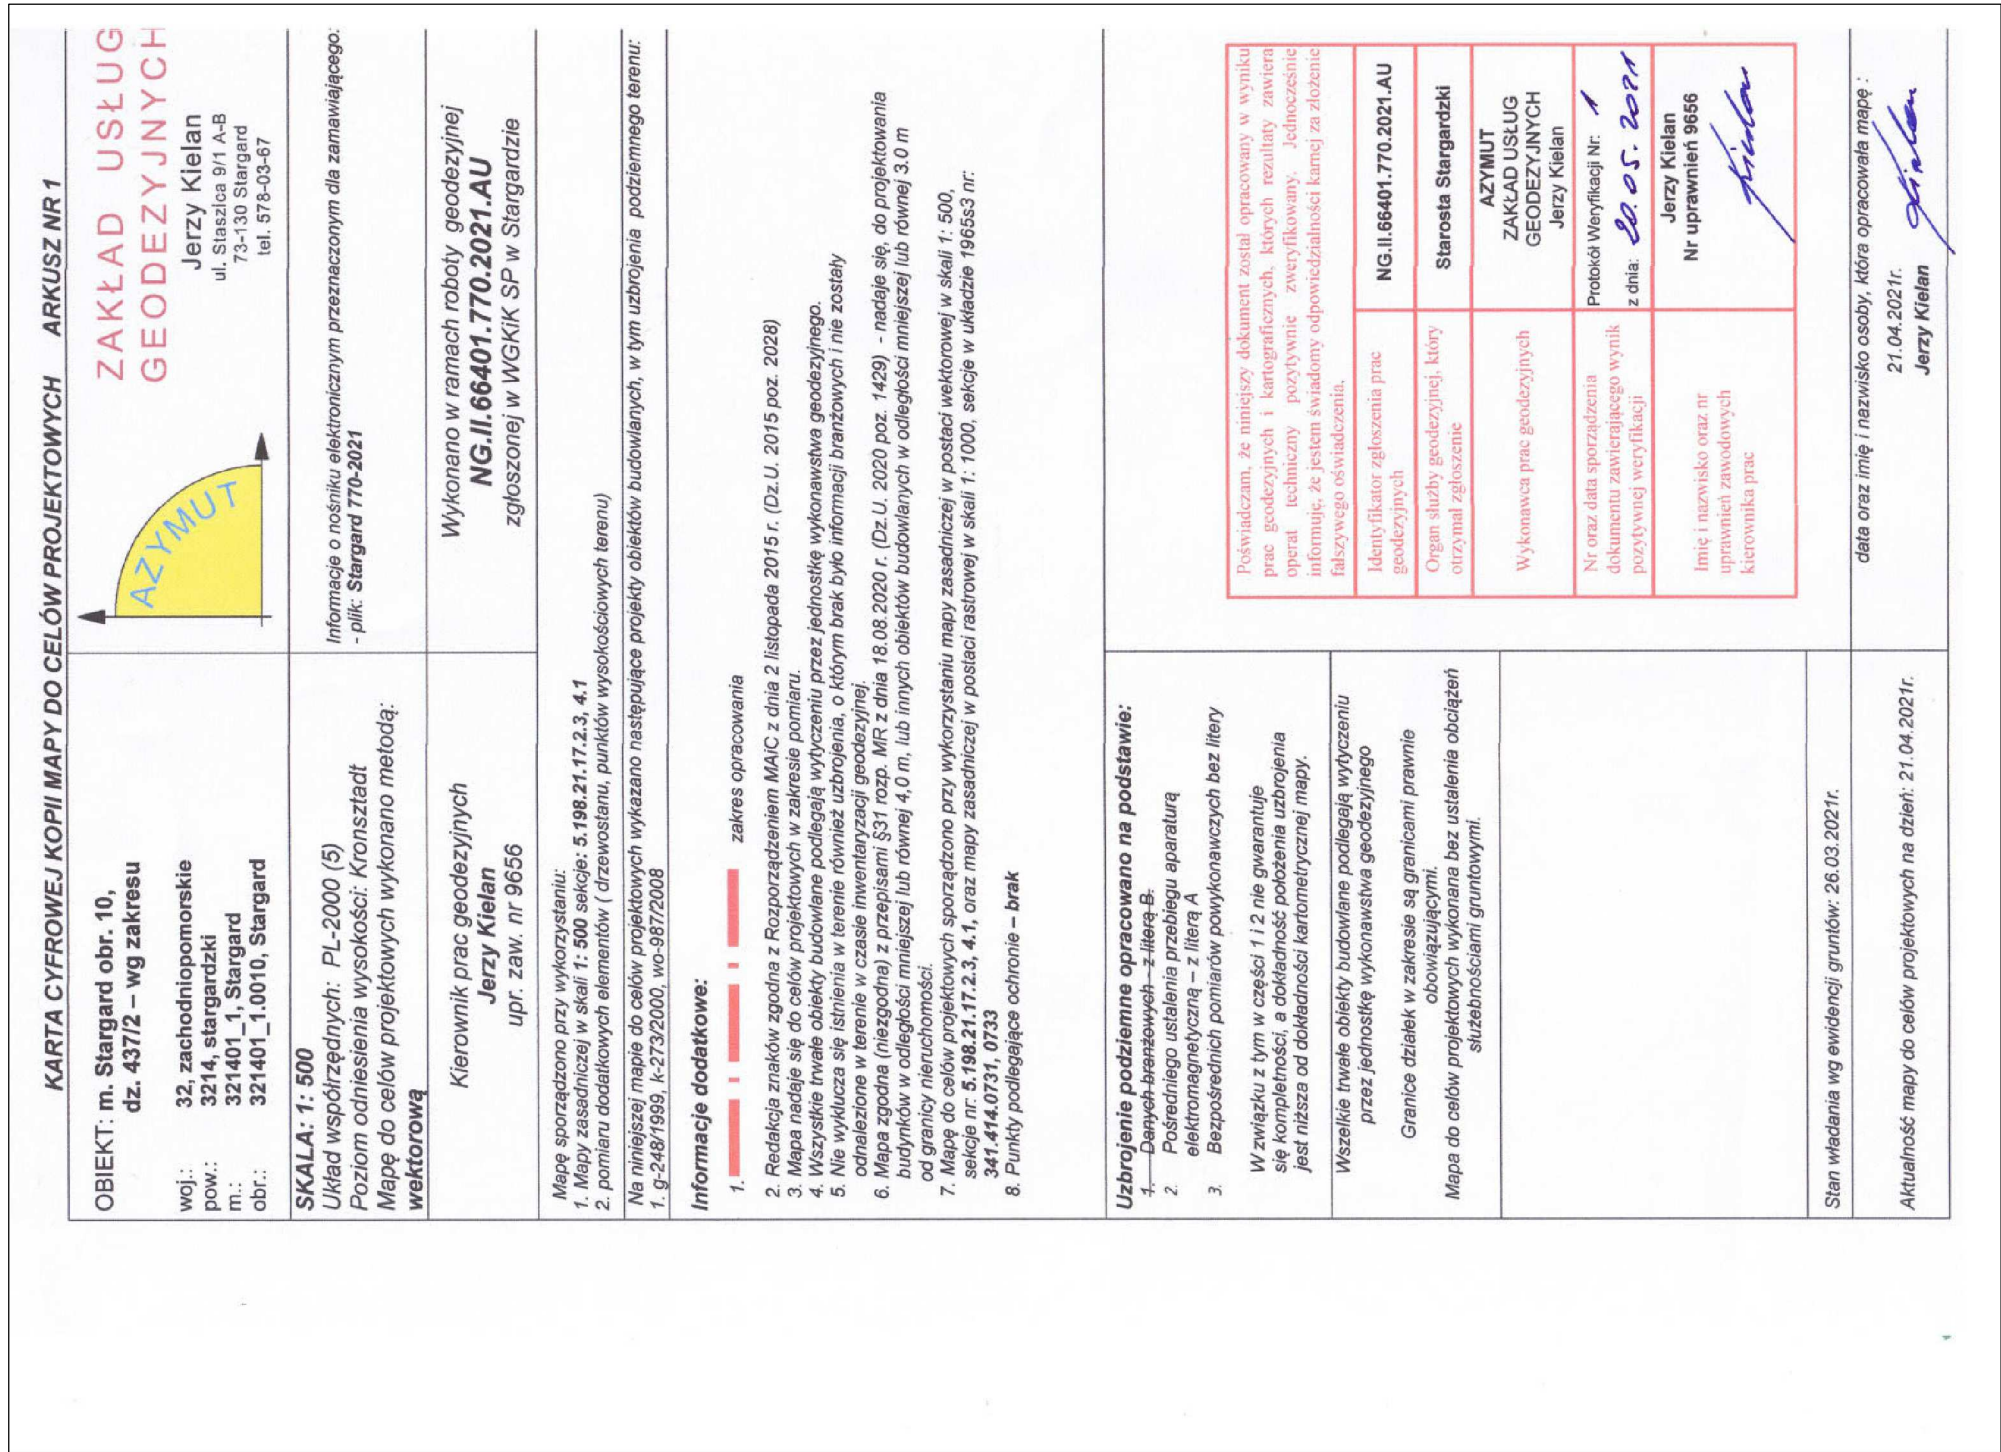 KARTA CYFROWEJ KOPII MAPY DO CELÓW PROJEKTOWYCH ARKUSZ NR 1
OBIEKT: m. Stargard obr. 10,
dz. 437/2 – wg zakresu
woj.: 32, zachodniopomorskie
pow.: 3214, stargardzki
m.: 321401_1, Stargard
obr.: 321401_1.0010, Stargard
AZYMUT
ZAKŁAD USŁUG
GEODEZYJNYCH
Jerzy Kielan
ul. Staszica 9/1 A-B
73-130 Stargard
tel. 578-03-67
SKALA: 1: 500
Układ współrzędnych: PL-2000 (5)
Poziom odniesienia wysokości: Kronsztadt
Mapę do celów projektowych wykonano metodą:
wektorową
Informacje o nośniku elektronicznym przeznaczonym dla zamawiającego:
- plik: Stargard 770-2021
Kierownik prac geodezyjnych
Jerzy Kielan
upr. zaw. nr 9656
Wykonano w ramach roboty geodezyjnej
NG.II.66401.770.2021.AU
zgłoszonej w WGKiK SP w Stargardzie
Mapę sporządzono przy wykorzystaniu:
1. Mapy zasadniczej w skali 1: 500 sekcje: 5.198.21.17.2.3, 4.1
2. pomiaru dodatkowych elementów ( drzewostanu, punktów wysokościowych terenu)
Na niniejszej mapie do celów projektowych wykazano następujące projekty obiektów budowlanych, w tym uzbrojenia podziemnego terenu:
1. g-248/1999, k-273/2000, wo-987/2008
Informacje dodatkowe:
1. zakres opracowania
2. Redakcja znaków zgodna z Rozporządzeniem MAiC z dnia 2 listopada 2015 r. (Dz.U. 2015 poz. 2028)
3. Mapa nadaje się do celów projektowych w zakresie pomiaru.
4. Wszystkie trwałe obiekty budowlane podlegają wytyczeniu przez jednostkę wykonawstwa geodezyjnego.
5. Nie wyklucza się istnienia w terenie również uzbrojenia, o którym brak było informacji branżowych i nie zostały
odnalezione w terenie w czasie inwentaryzacji geodezyjnej.
6. Mapa zgodna (niezgodna) z przepisami §31 rozp. MR z dnia 18.08.2020 r. (Dz.U. 2020 poz. 1429) - nadaje się, do projektowania
budynków w odległości mniejszej lub równej 4,0 m, lub innych obiektów budowlanych w odległości mniejszej lub równej 3.0 m
od granicy nieruchomości.
7. Mapę do celów projektowych sporządzono przy wykorzystaniu mapy zasadniczej w postaci wektorowej w skali 1: 500,
sekcje nr: 5.198.21.17.2.3, 4.1, oraz mapy zasadniczej w postaci rastrowej w skali 1: 1000, sekcje w układzie 1965s3 nr:
341.414.0731, 0733
8. Punkty podlegające ochronie – brak
Uzbrojenie podziemne opracowano na podstawie:
1. Danych branżowych – z literą B.
2. Pośredniego ustalenia przebiegu aparaturą
elektromagnetyczną – z literą A
3. Bezpośrednich pomiarów powykonawczych bez litery
W związku z tym w części 1 i 2 nie gwarantuje
się kompletności, a dokładność położenia uzbrojenia
jest niższa od dokładności kartometrycznej mapy.
Wszelkie trwałe obiekty budowlane podlegają wytyczeniu
przez jednostkę wykonawstwa geodezyjnego
Granice działek w zakresie są granicami prawnie
obowiązującymi.
Mapa do celów projektowych wykonana bez ustalenia obciążeń
służebnościami gruntowymi.
Poświadczam, że niniejszy dokument został opracowany w wyniku
prac geodezyjnych i kartograficznych, których rezultaty zawiera
operat techniczny pozytywnie zweryfikowany. Jednocześnie
informuję, że jestem świadomy odpowiedzialności karnej za złożenie
fałszywego oświadczenia.
Identyfikator zgłoszenia prac
geodezyjnych
NG.II.66401.770.2021.AU
Organ służby geodezyjnej, który
otrzymał zgłoszenie
Starosta Stargardzki
Wykonawca prac geodezyjnych
AZYMUT
ZAKŁAD USŁUG
GEODEZYJNYCH
Jerzy Kielan
Nr oraz data sporządzenia
dokumentu zawierającego wynik
pozytywnej weryfikacji
Protokół Weryfikacji Nr: 1
z dnia: 20.05.2021
Imię i nazwisko oraz nr
uprawnień zawodowych
kierownika prac
Jerzy Kielan
Nr uprawnień 9656
Kielan
Stan władania wg ewidencji gruntów: 26.03.2021r.
Aktualność mapy do celów projektowych na dzień: 21.04.2021r.
data oraz imię i nazwisko osoby, która opracowała mapę :
21.04.2021r.
Jerzy Kielan
Kielan